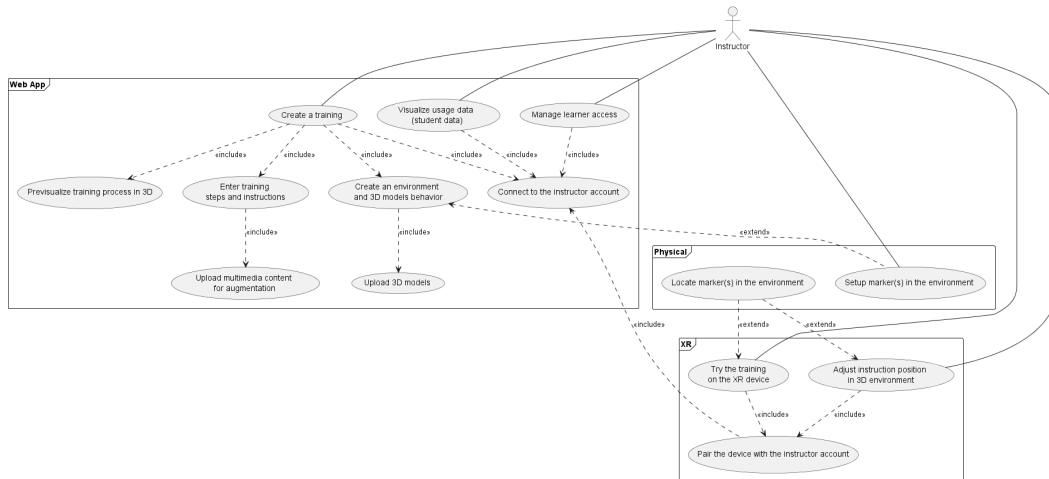 Instructor
Web App
Create a training
Visualize usage data
(student data)
Manage learner access
«include»
«include»
«include»
«include»
«include»
«include»
Previsualize training process in 3D
Enter training
steps and instructions
Create an environment
and 3D models behavior
Connect to the instructor account
«include»
«include»
«extend»
Physical
Upload multimedia content
for augmentation
Upload 3D models
Locate marker(s) in the environment
Setup marker(s) in the environment
«include»
«extend»
«extend»
XR
Try the training
on the XR device
Adjust instruction position
in 3D environment
«include»
«include»
Pair the device with the instructor account